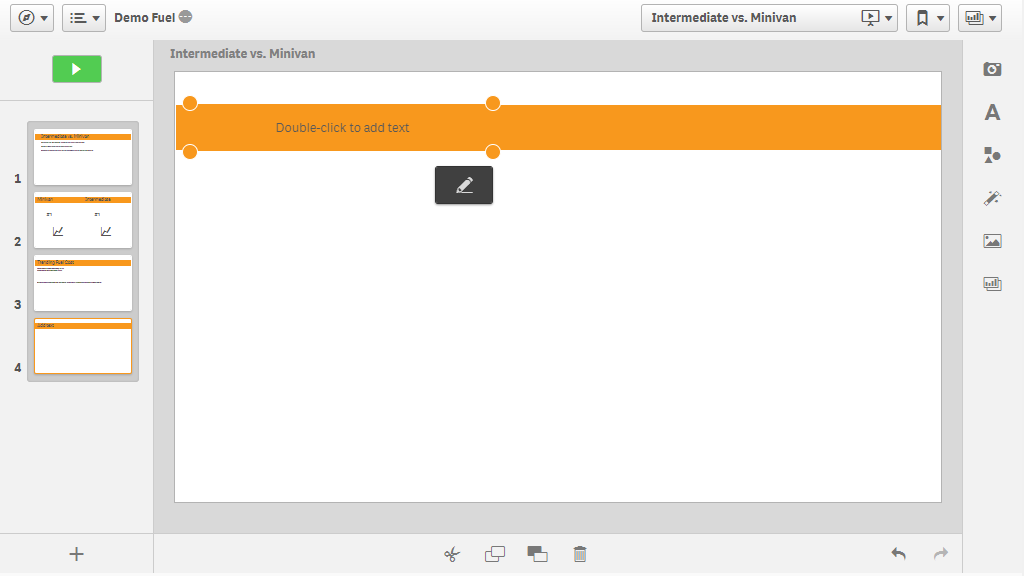 Demo Fuel
Intermediate vs. Minivan
Intermediate vs. Minivan
Double-click to add text
A
1
Intermediate vs. Minivan
2
Minivan Intermediate
3
Trending Fuel Cost
4
Add text